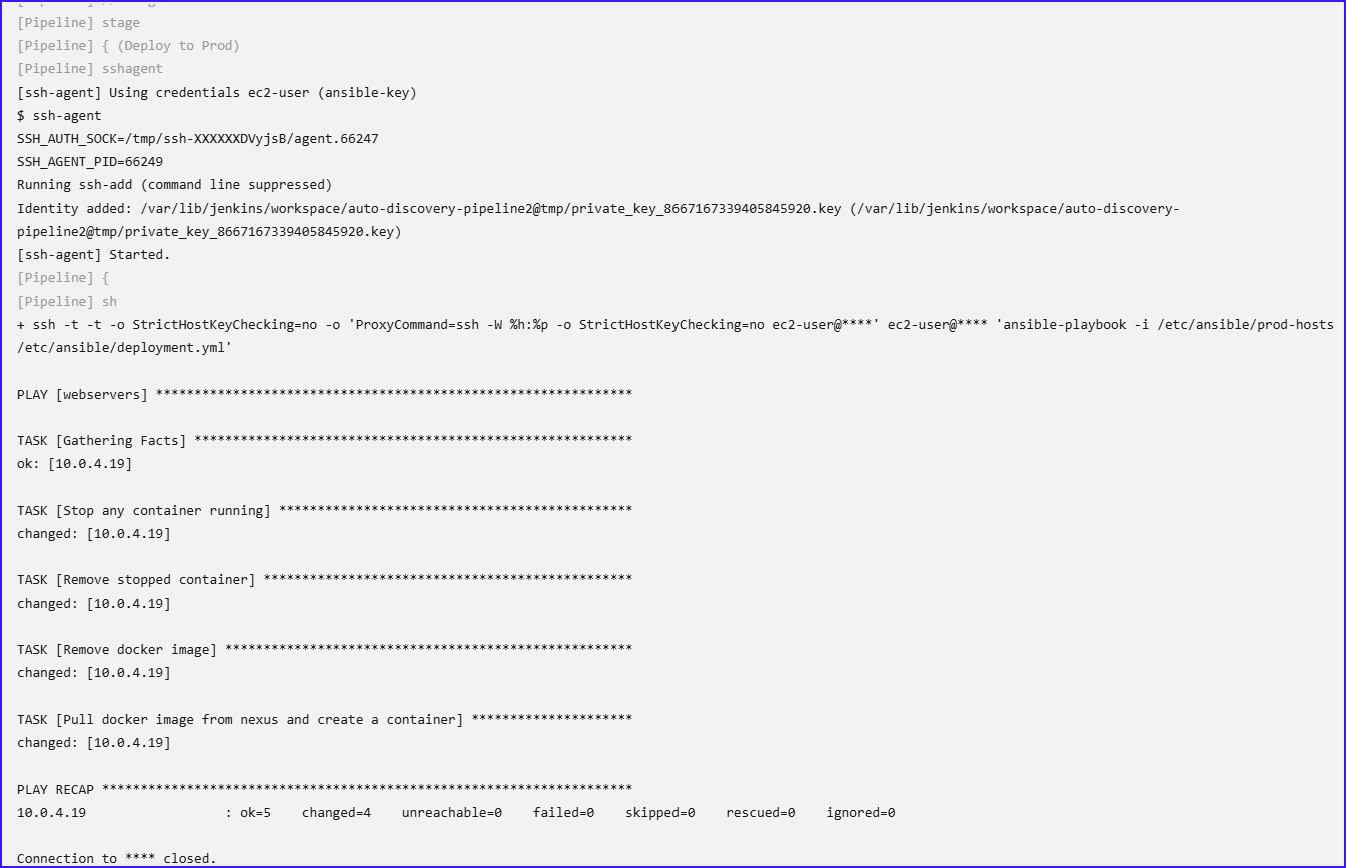 [Pipeline] stage
[Pipeline] { (Deploy to Prod)
[Pipeline] sshagent
[ssh-agent] Using credentials ec2-user (ansible-key)
$ ssh-agent
SSH_AUTH_SOCK=/tmp/ssh-XXXXXXDVyjsB/agent.66247
SSH_AGENT_PID=66249
Running ssh-add (command line suppressed)
Identity added: /var/lib/jenkins/workspace/auto-discovery-pipeline2@tmp/private_key_8667167339405845920.key (/var/lib/jenkins/workspace/auto-discovery-
pipeline2@tmp/private_key_8667167339405845920.key)
[ssh-agent] Started.
[Pipeline] {
[Pipeline] sh
+ ssh -t -t -o StrictHostKeyChecking=no -o 'ProxyCommand=ssh -W %h:%p -o StrictHostKeyChecking=no ec2-user@****' ec2-user@**** 'ansible-playbook -i /etc/ansible/prod-hosts
/etc/ansible/deployment.yml'
PLAY [webservers] **************************************************************
TASK [Gathering Facts] *********************************************************
ok: [10.0.4.19]
TASK [Stop any container running] **********************************************
changed: [10.0.4.19]
TASK [Remove stopped container] ************************************************
changed: [10.0.4.19]
TASK [Remove docker image] *****************************************************
changed: [10.0.4.19]
TASK [Pull docker image from nexus and create a container] *********************
changed: [10.0.4.19]
PLAY RECAP *********************************************************************
10.0.4.19                  : ok=5    changed=4    unreachable=0    failed=0    skipped=0    rescued=0    ignored=0
Connection to **** closed.